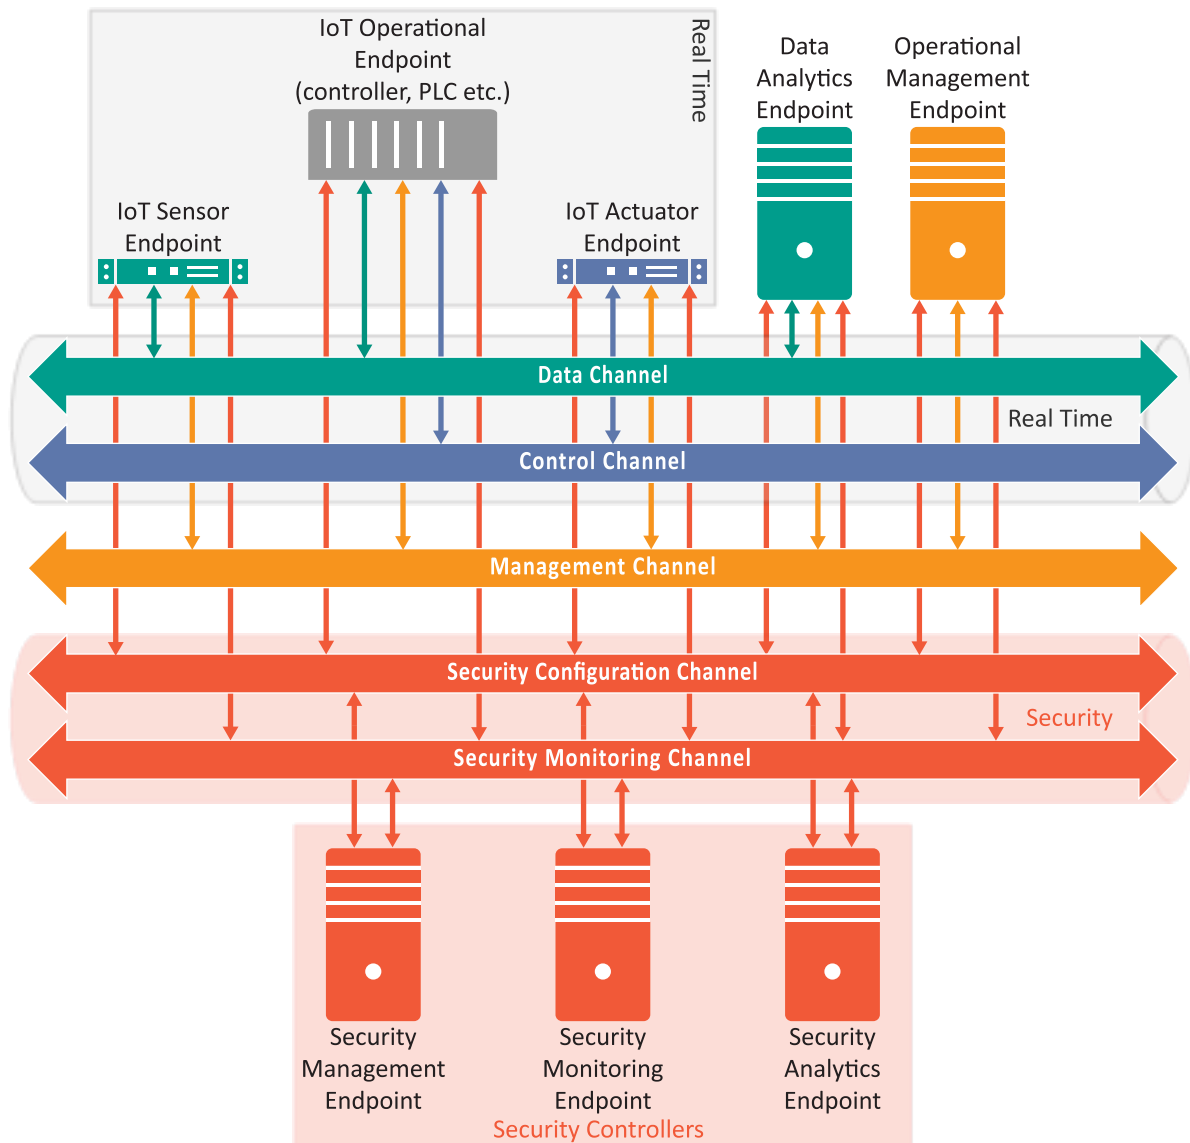 IoT Operational
Endpoint
(controller, PLC etc.)
Real Time
Data
Analytics
Endpoint
Operational
Management
Endpoint
IoT Sensor
Endpoint
IoT Actuator
Endpoint
Data Channel
Real Time
Control Channel
Management Channel
Security Configuration Channel
Security
Security Monitoring Channel
Security
Management
Endpoint
Security
Monitoring
Endpoint
Security
Analytics
Endpoint
Security Controllers